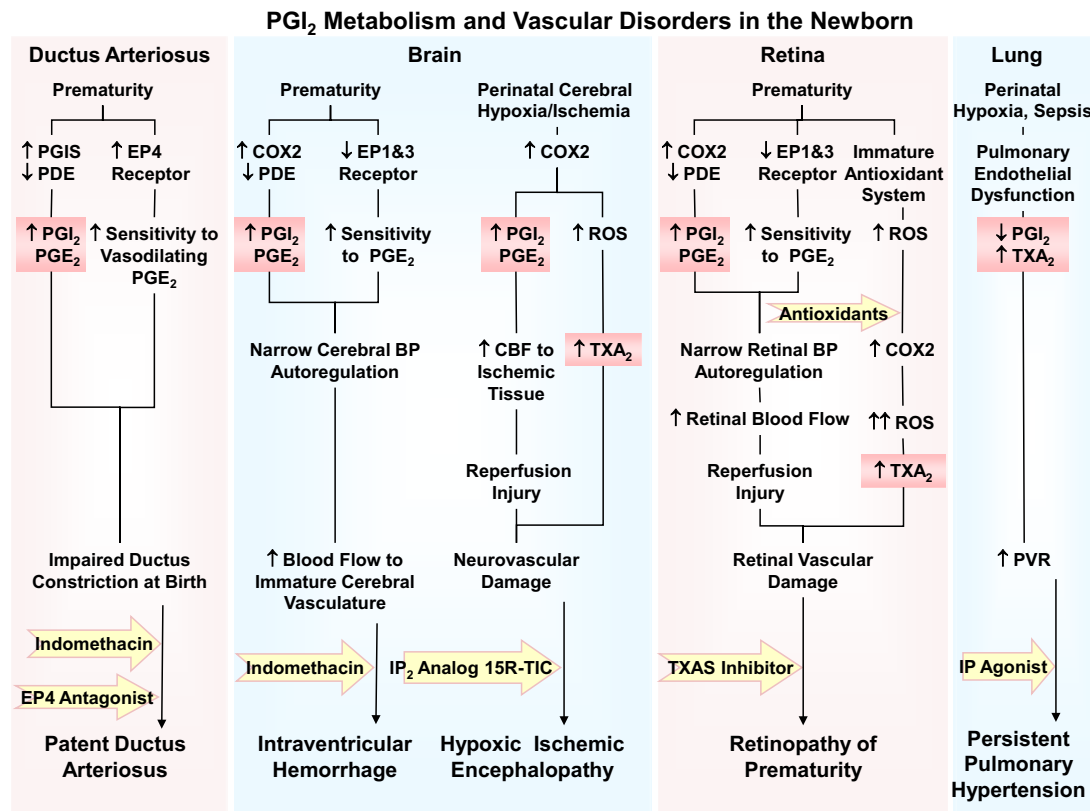 PGI₂ Metabolism and Vascular Disorders in the Newborn
Ductus Arteriosus
Prematurity
↑ PGIS
↓ PDE
↑ EP4
Receptor
↑ PGI₂
PGE₂
↑ Sensitivity to
Vasodilating
PGE₂
Impaired Ductus
Constriction at Birth
Indomethacin
EP4 Antagonist
Patent Ductus
Arteriosus
Brain
Prematurity
↑ COX2
↓ PDE
↓ EP1&3
Receptor
↑ PGI₂
PGE₂
↑ Sensitivity
to PGE₂
Narrow Cerebral BP
Autoregulation
↑ Blood Flow to
Immature Cerebral
Vasculature
Indomethacin
Intraventricular
Hemorrhage
Perinatal Cerebral
Hypoxia/Ischemia
↑ COX2
↑ PGI₂
PGE₂
↑ ROS
↑ CBF to
Ischemic
Tissue
↑ TXA₂
Reperfusion
Injury
Neurovascular
Damage
IP₂ Analog 15R-TIC
Hypoxic Ischemic
Encephalopathy
Retina
Prematurity
↑ COX2
↓ PDE
↓ EP1&3
Receptor
Immature
Antioxidant
System
↑ PGI₂
PGE₂
↑ Sensitivity
to PGE₂
↑ ROS
Antioxidants
Narrow Retinal BP
Autoregulation
↑ COX2
↑ Retinal Blood Flow
↑↑ ROS
Reperfusion
Injury
↑ TXA₂
Retinal Vascular
Damage
TXAS Inhibitor
Retinopathy of
Prematurity
Lung
Perinatal
Hypoxia, Sepsis
Pulmonary
Endothelial
Dysfunction
↓ PGI₂
↑ TXA₂
↑ PVR
IP Agonist
Persistent
Pulmonary
Hypertension